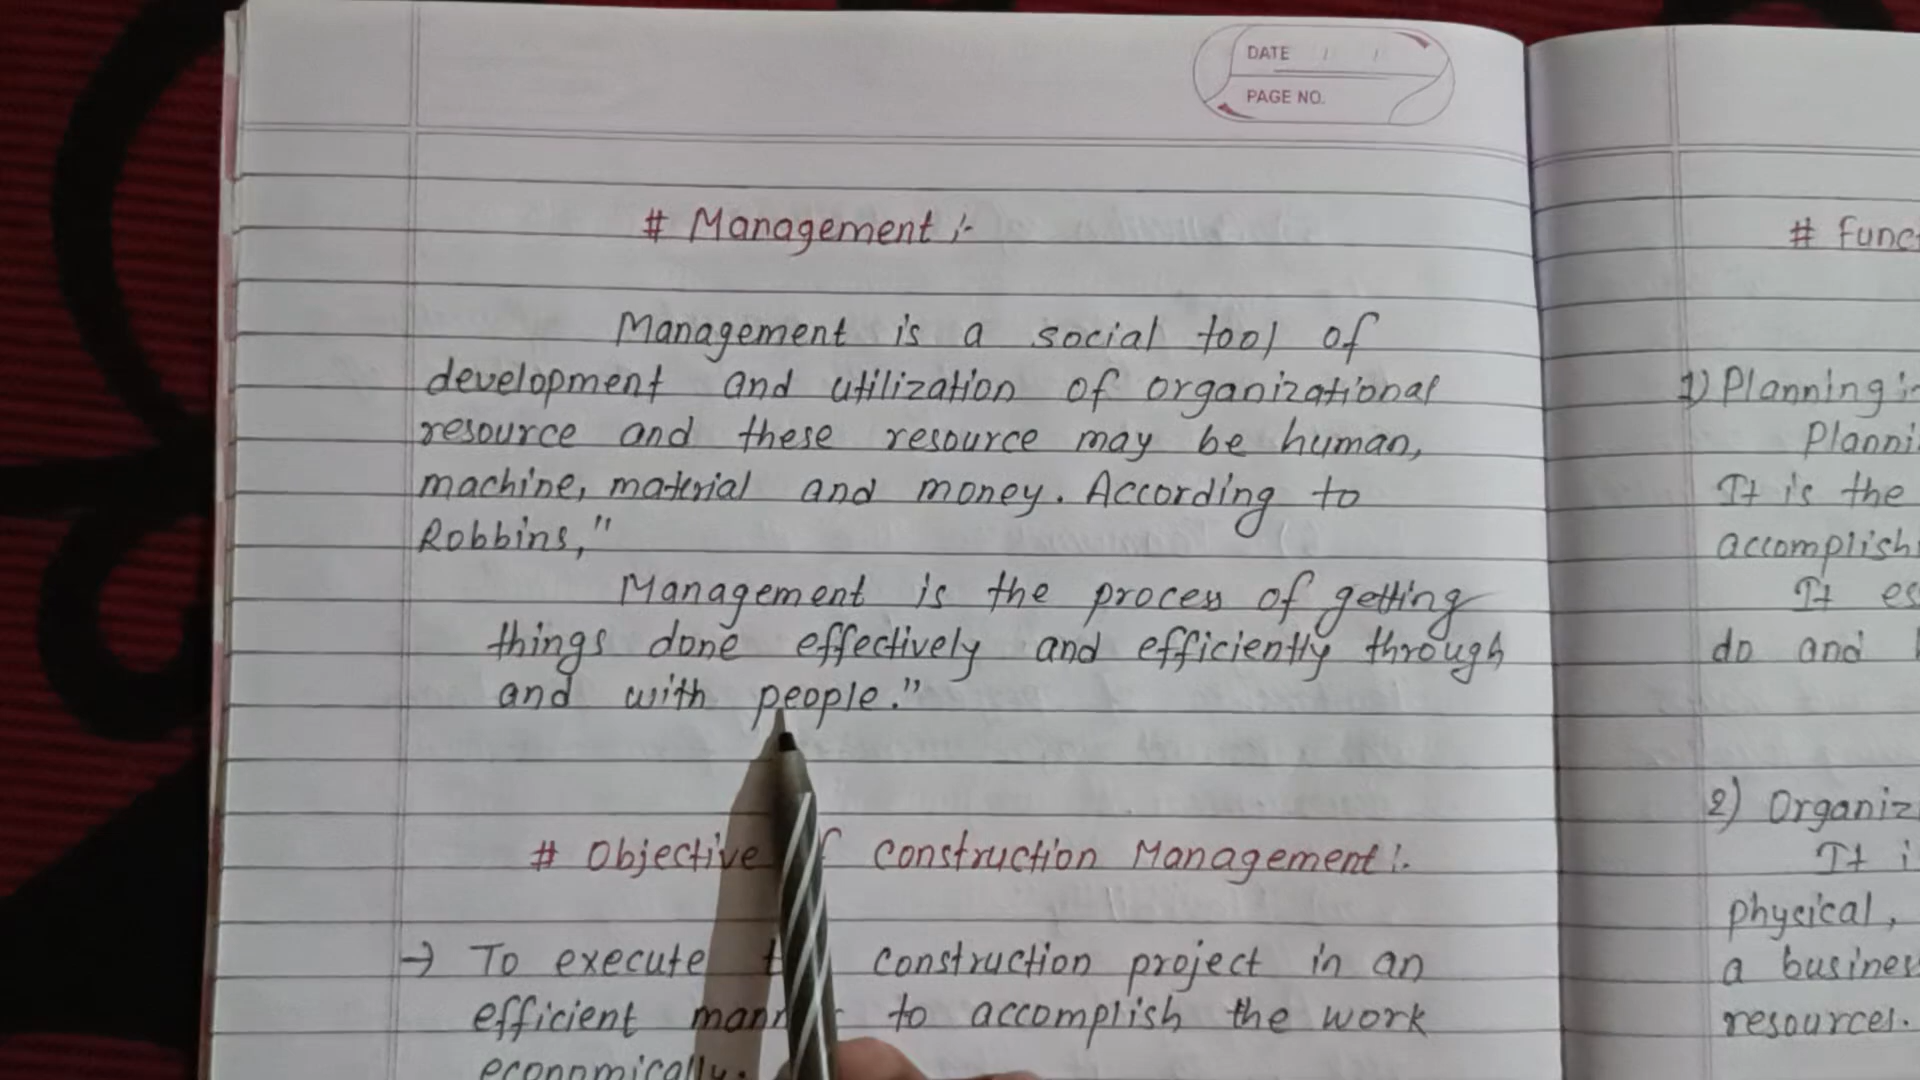 DATE
PAGE NO.
# Management :-
Management is a social tool of
development and utilization of organizational
resource and these resource may be human,
machine, material and money. According to
Robbins,"
Management is the process of getting
things done effectively and efficiently through
and with people."
# Objective of Construction Management :-
→ To execute construction project in an
efficient to accomplish the work
economically.
# Func
1) Planning :-
Planni
It is the
accomplish
It es
do and
2) Organiz
It i
physical,
a busines
resources.